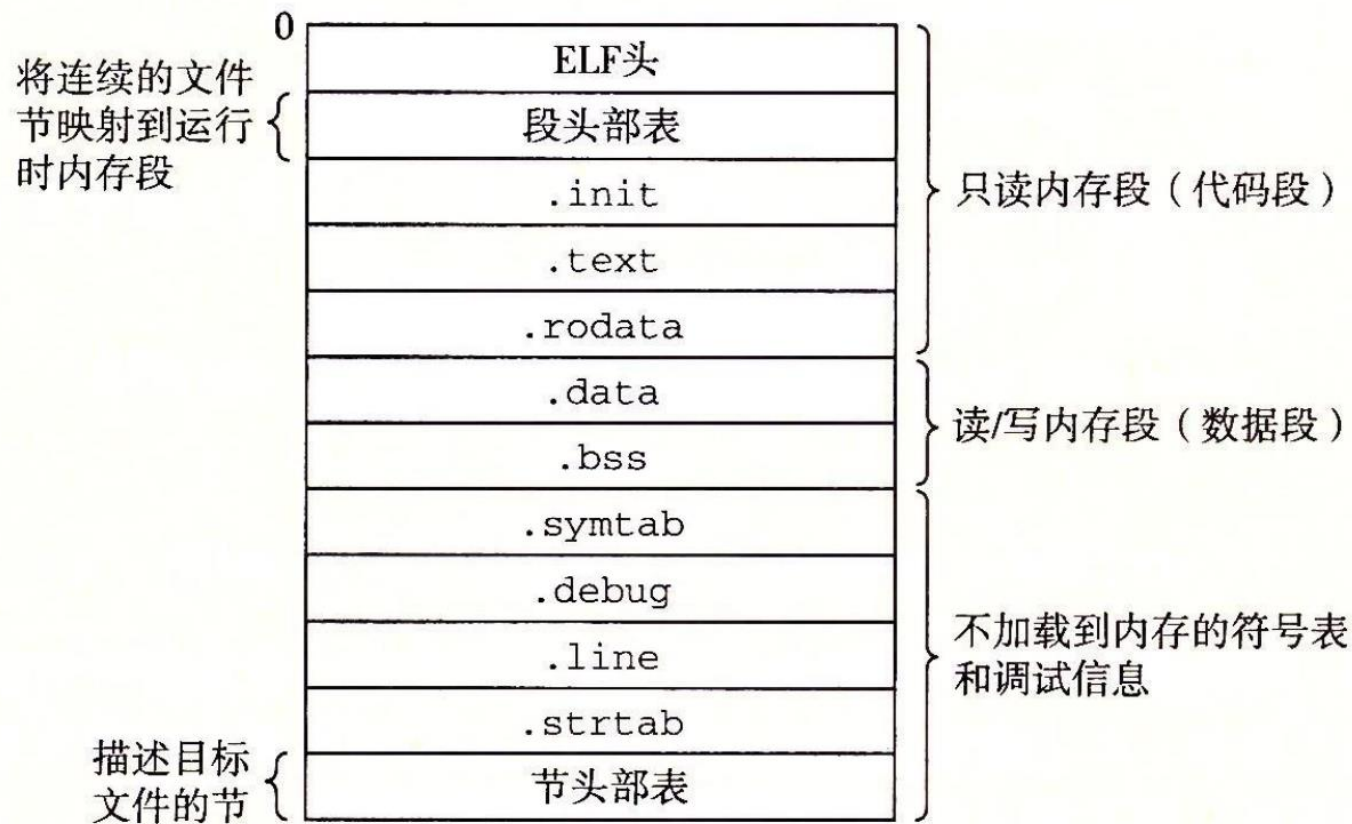 0
ELF头
将连续的文件
节映射到运行
时内存段
段头部表
.init
.text
.rodata
只读内存段（代码段）
.data
.bss
读/写内存段（数据段）
.symtab
.debug
.line
.strtab
不加载到内存的符号表
和调试信息
描述目标
文件的节
节头部表